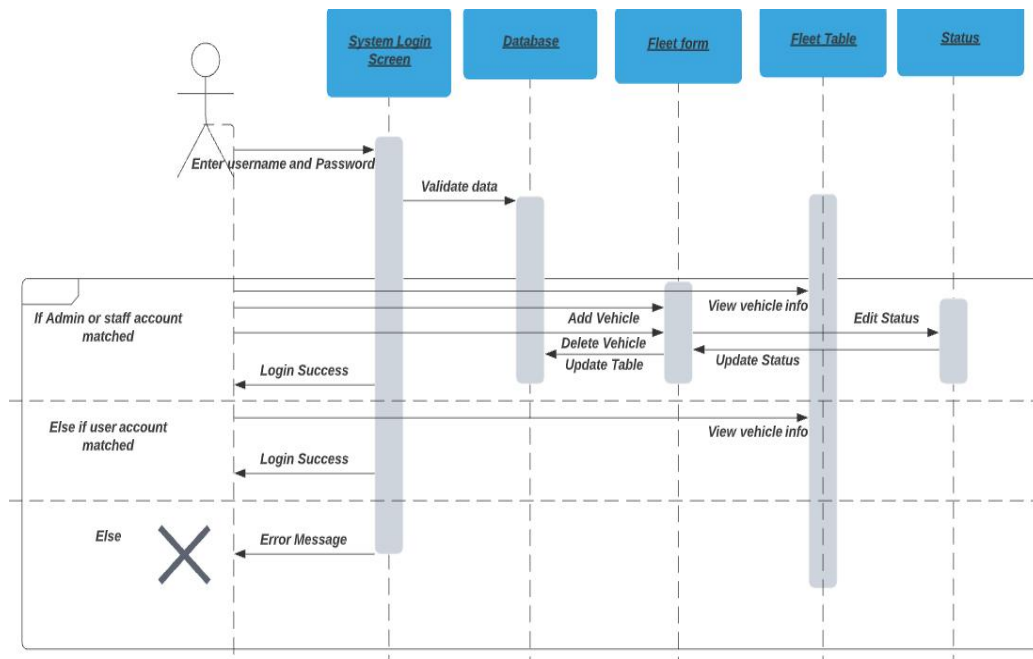 System Login
Screen
Database
Fleet form
Fleet Table
Status
Enter username and Password
Validate data
View vehicle info
If Admin or staff account
matched
Add Vehicle
Edit Status
Delete Vehicle
Update Table
Update Status
Login Success
Else if user account
matched
View vehicle info
Login Success
Else
Error Message